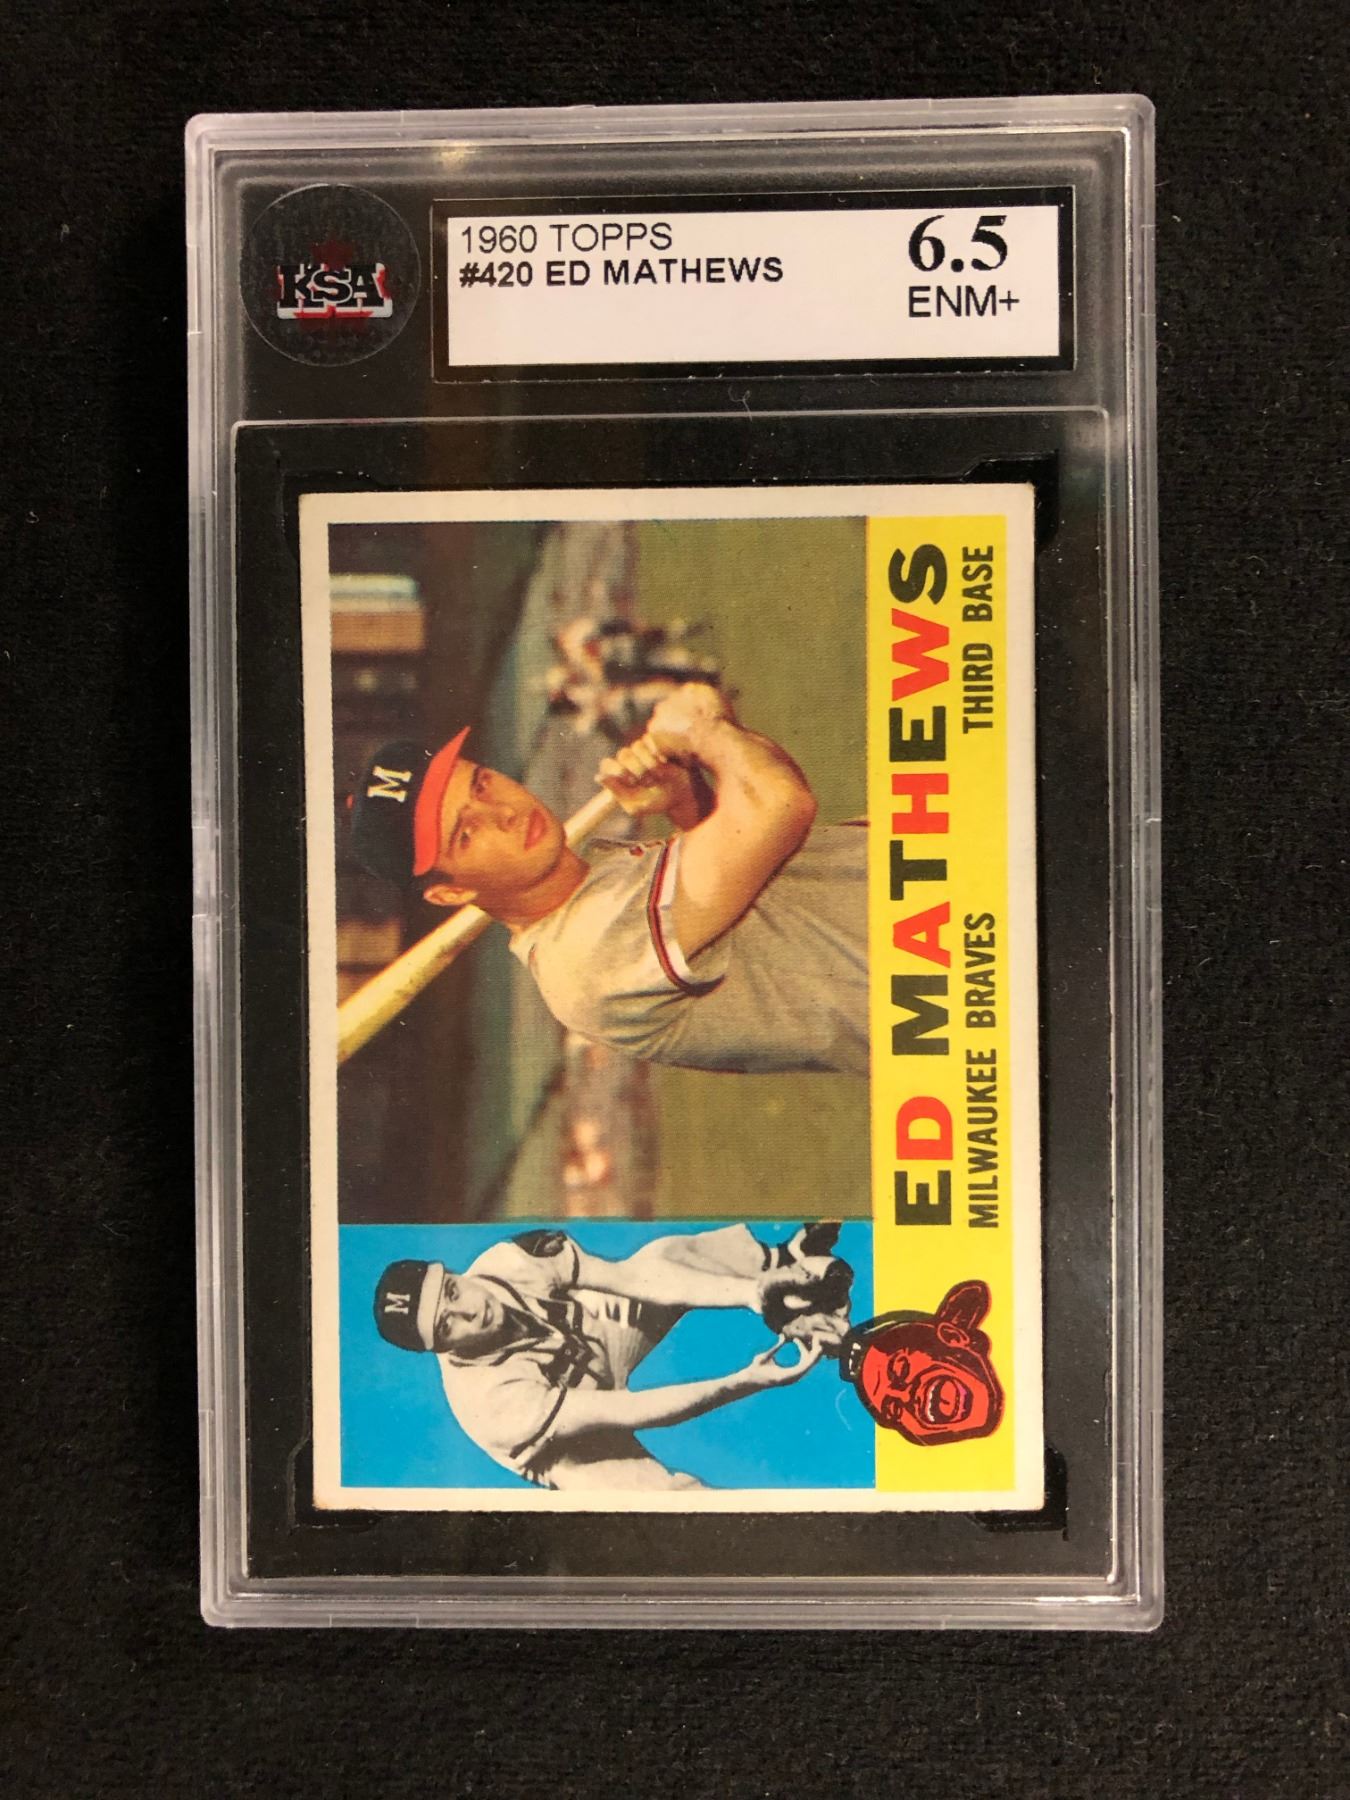 KSA
1960 TOPPS
#420 ED MATHEWS
6.5
ENM+
M
M
ED MATHEWS
MILWAUKEE BRAVES THIRD BASE